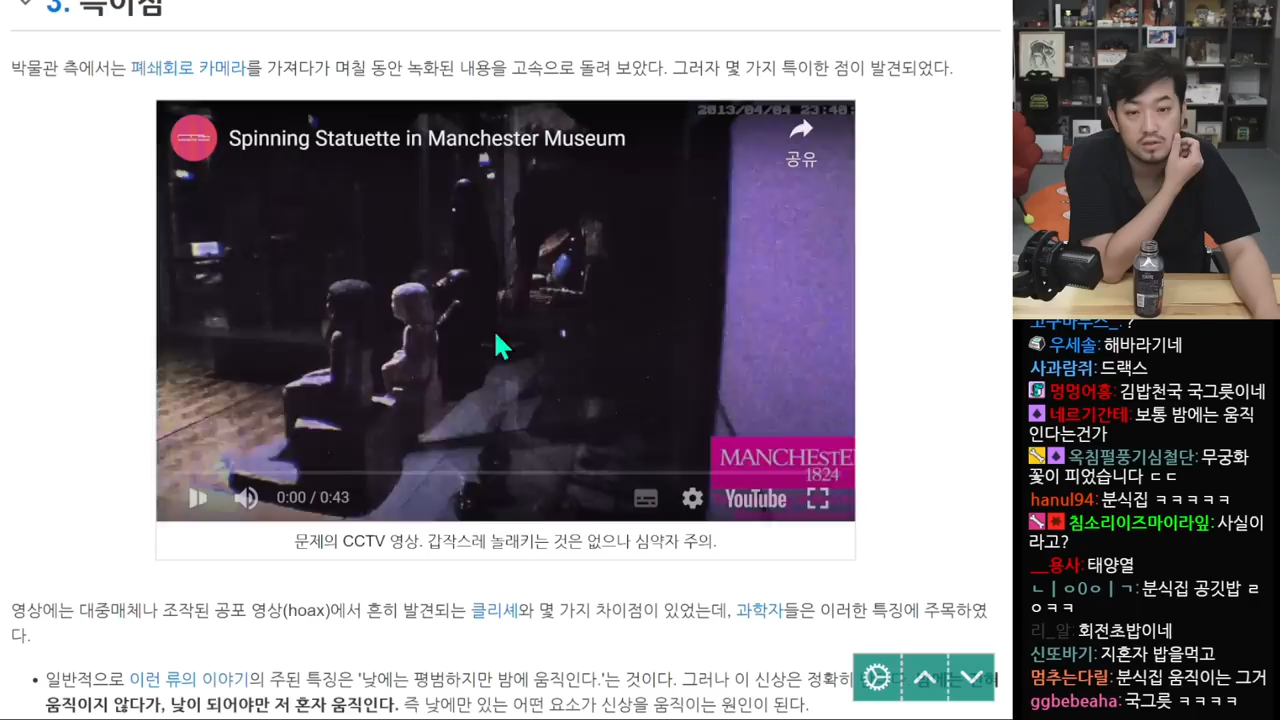 3. 특이점
박물관 측에서는 폐쇄회로 카메라를 가져다가 며칠 동안 녹화된 내용을 고속으로 돌려 보았다. 그러자 몇 가지 특이한 점이 발견되었다.
2013/04/04 23:40:
Spinning Statuette in Manchester Museum
공유
MANCHESTE
1824
0:00 / 0:43
YouTube
문제의 CCTV 영상. 갑작스레 놀래키는 것은 없으나 심약자 주의.
영상에는 대중매체나 조작된 공포 영상(hoax)에서 흔히 발견되는 클리셰와 몇 가지 차이점이 있었는데, 과학자들은 이러한 특징에 주목하였
다.
• 일반적으로 이런 류의 이야기의 주된 특징은 '낮에는 평범하지만 밤에 움직인다.'는 것이다. 그러나 이 신상은 정확히
움직이지 않다가, 낮이 되어야만 저 혼자 움직인다. 즉 낮에만 있는 어떤 요소가 신상을 움직이는 원인이 된다.
고구마무스_: ?
우세솔: 해바라기네
사과람쥐: 드랙스
멍멍어흥: 김밥천국 국그릇이네
네르기간테: 보통 밤에는 움직
인다는건가
옥침펄풍기심철단: 무궁화
꽃이 피었습니다 ㄷㄷ
hanul94: 분식집 ㅋㅋㅋㅋㅋ
침소리이즈마이라잎: 사실이
라고?
__용사: 태양열
ㄴㅣㅇ0ㅇㅣㄱ: 분식집 공깃밥 ㄹ
ㅇㅋㅋ
리_알: 회전초밥이네
신또바기: 지혼자 밥을먹고
멈추는다릴: 분식집 움직이는 그거
ggbebeaha: 국그릇 ㅋㅋㅋㅋ